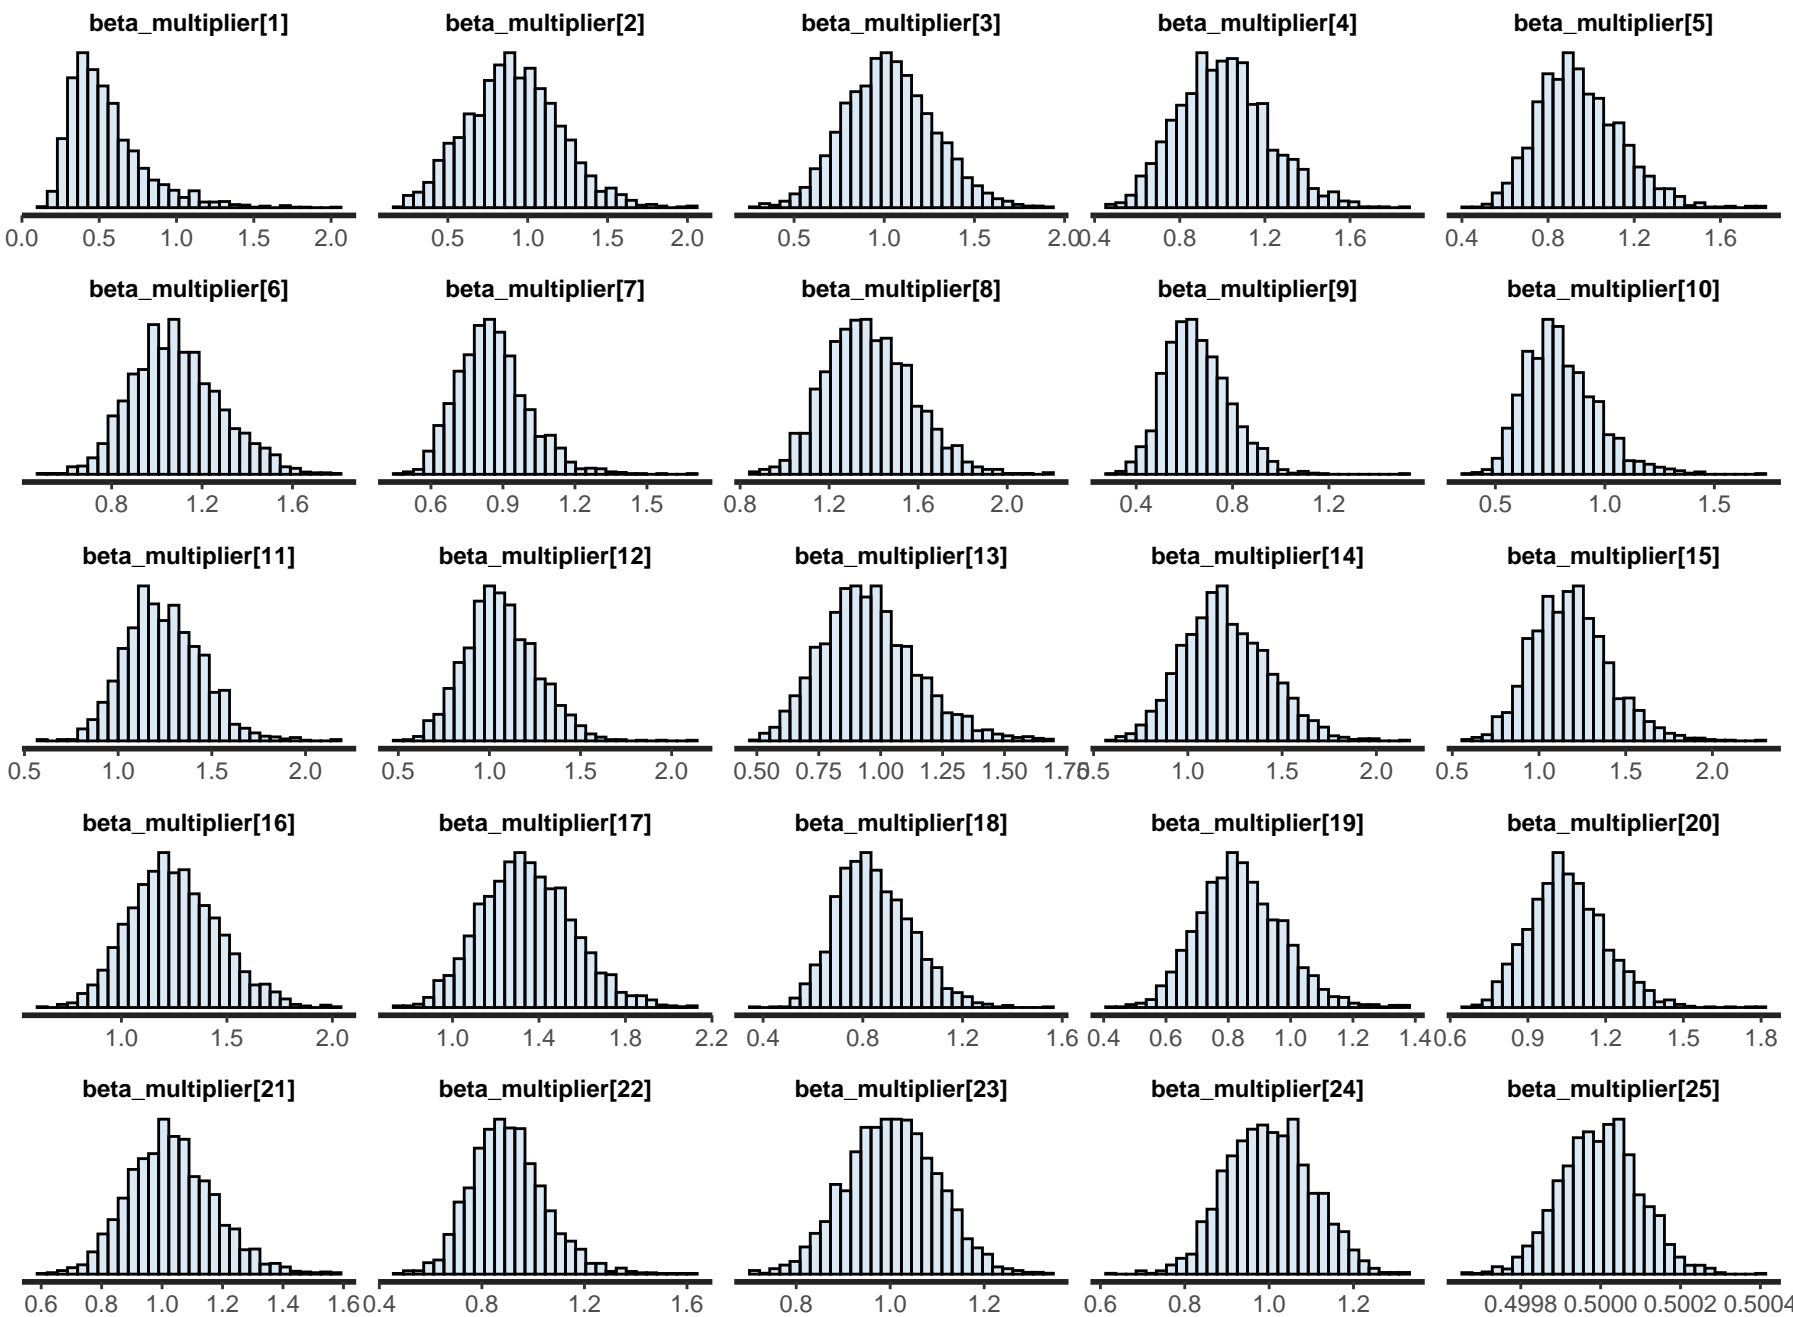 beta_multiplier[1] beta_multiplier[2] beta_multiplier[3] beta_multiplier[4] beta_multiplier[5]
0.0 0.5 1.0 1.5 2.0 0.5 1.0 1.5 2.0 0.5 1.0 1.5 2.0 0.4 0.8 1.2 1.6 0.4 0.8 1.2 1.6
beta_multiplier[6] beta_multiplier[7] beta_multiplier[8] beta_multiplier[9] beta_multiplier[10]
0.8 1.2 1.6 0.6 0.9 1.2 1.5 0.8 1.2 1.6 2.0 0.4 0.8 1.2 0.5 1.0 1.5
beta_multiplier[11] beta_multiplier[12] beta_multiplier[13] beta_multiplier[14] beta_multiplier[15]
0.5 1.0 1.5 2.0 0.5 1.0 1.5 2.0 0.50 0.75 1.00 1.25 1.50 1.75 0.5 1.0 1.5 2.0 0.5 1.0 1.5 2.0
beta_multiplier[16] beta_multiplier[17] beta_multiplier[18] beta_multiplier[19] beta_multiplier[20]
1.0 1.5 2.0 1.0 1.4 1.8 2.2 0.4 0.8 1.2 1.6 0.4 0.6 0.8 1.0 1.2 1.4 0.6 0.9 1.2 1.5 1.8
beta_multiplier[21] beta_multiplier[22] beta_multiplier[23] beta_multiplier[24] beta_multiplier[25]
0.6 0.8 1.0 1.2 1.4 1.6 0.4 0.8 1.2 1.6 0.8 1.0 1.2 0.6 0.8 1.0 1.2 0.4998 0.5000 0.5002 0.5004